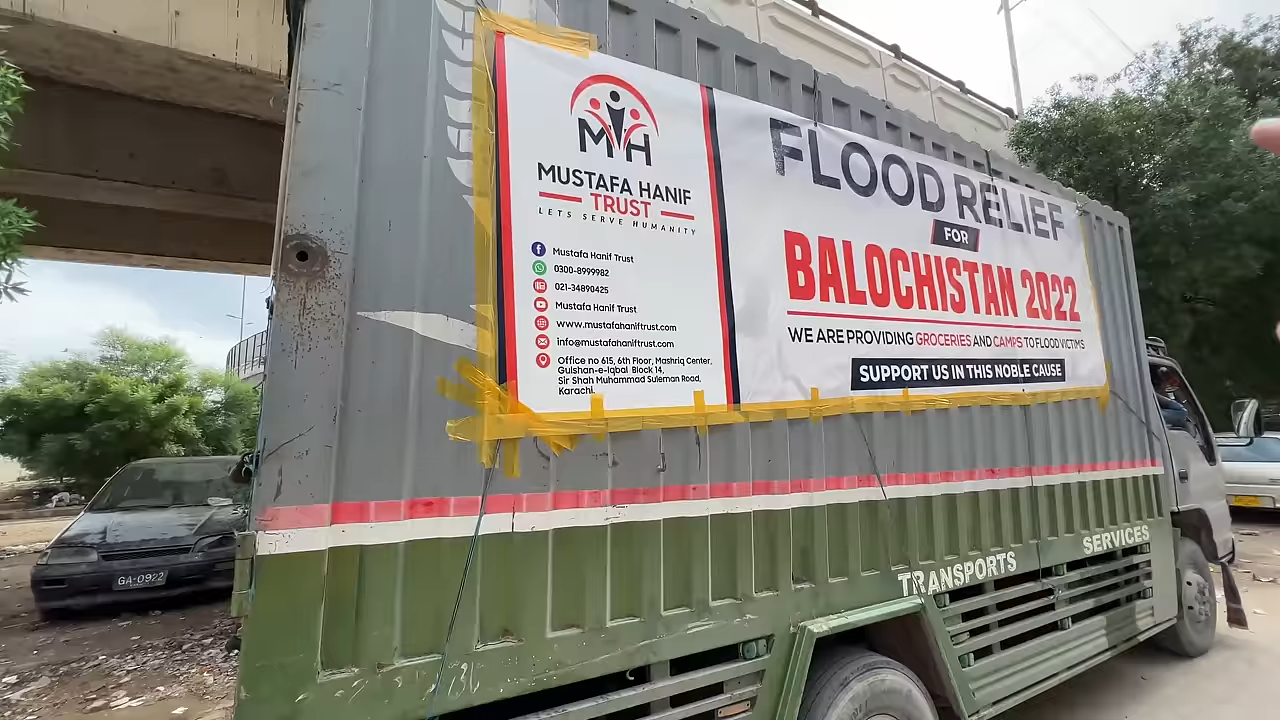 MH
MUSTAFA HANIF
TRUST
LETS SERVE HUMANITY
Mustafa Hanif Trust
0300-8999982
021-34890425
Mustafa Hanif Trust
www.mustafahaniftrust.com
info@mustafahaniftrust.com
Office no 615, 6th Floor, Mashriq Center,
Gulshan-e-Iqbal Block 14,
Sir Shah Muhammad Suleman Road,
Karachi.
FLOOD RELIEF
FOR
BALOCHISTAN 2022
WE ARE PROVIDING GROCERIES AND CAMPS TO FLOOD VICTIMS
SUPPORT US IN THIS NOBLE CAUSE
TRANSPORTS SERVICES
GA-0922